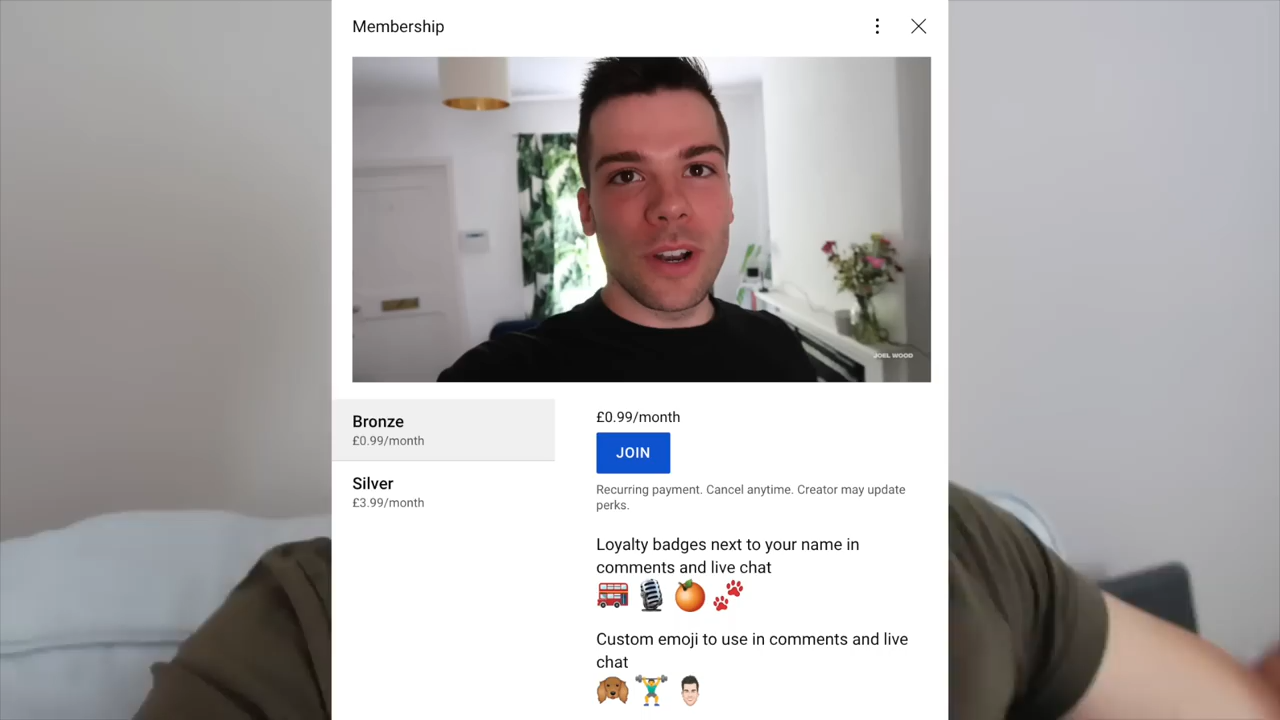 Membership
JOEL WOOD
Bronze
£0.99/month
Silver
£3.99/month
£0.99/month
JOIN
Recurring payment. Cancel anytime. Creator may update
perks.
Loyalty badges next to your name in
comments and live chat
Custom emoji to use in comments and live
chat